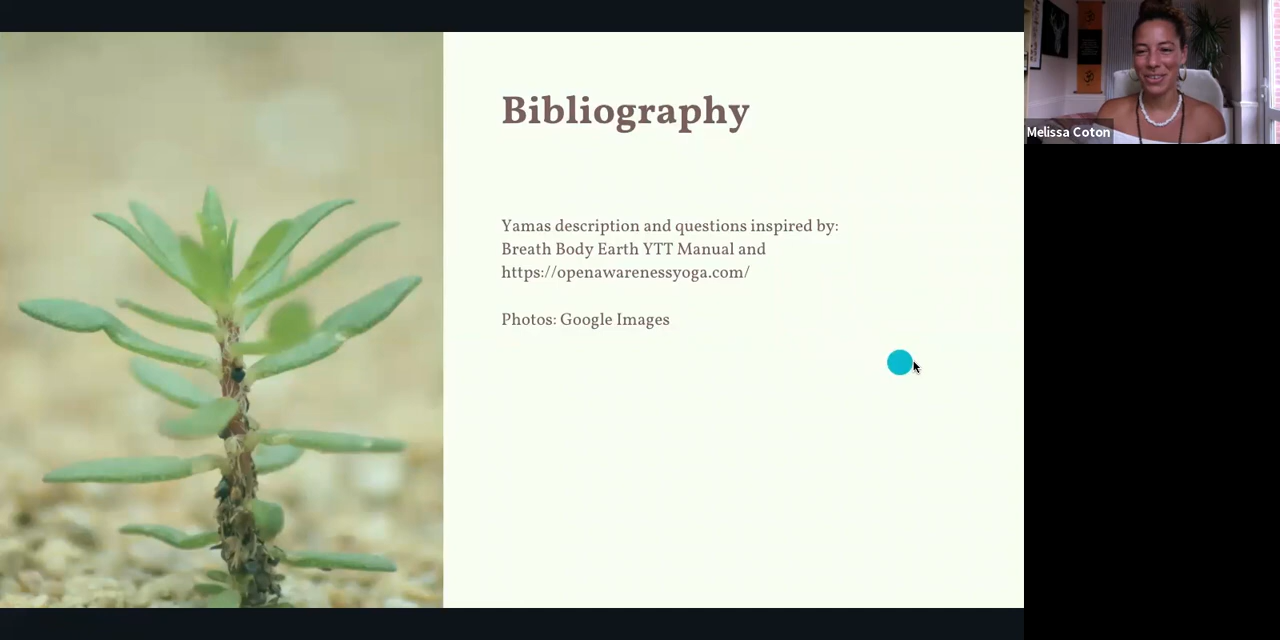 Bibliography
Yamas description and questions inspired by:
Breath Body Earth YTT Manual and
https://openawarenessyoga.com/
Photos: Google Images
Melissa Coton